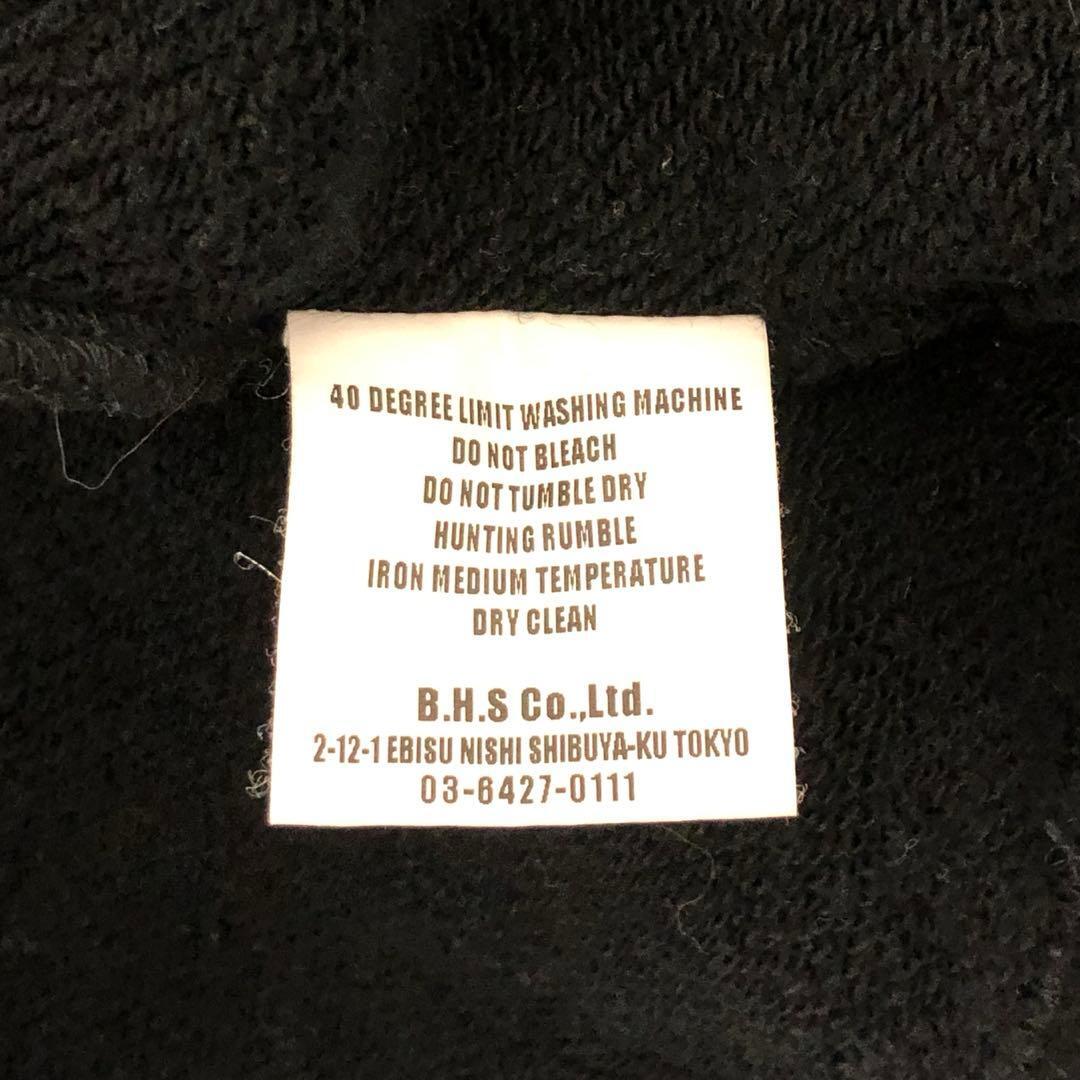 40 DEGREE LIMIT WASHING MACHINE
DO NOT BLEACH
DO NOT TUMBLE DRY
HUNTING RUMBLE
IRON MEDIUM TEMPERATURE
DRY CLEAN
B.H.S Co.,Ltd.
2-12-1 EBISU NISHI SHIBUYA-KU TOKYO
03-6427-0111